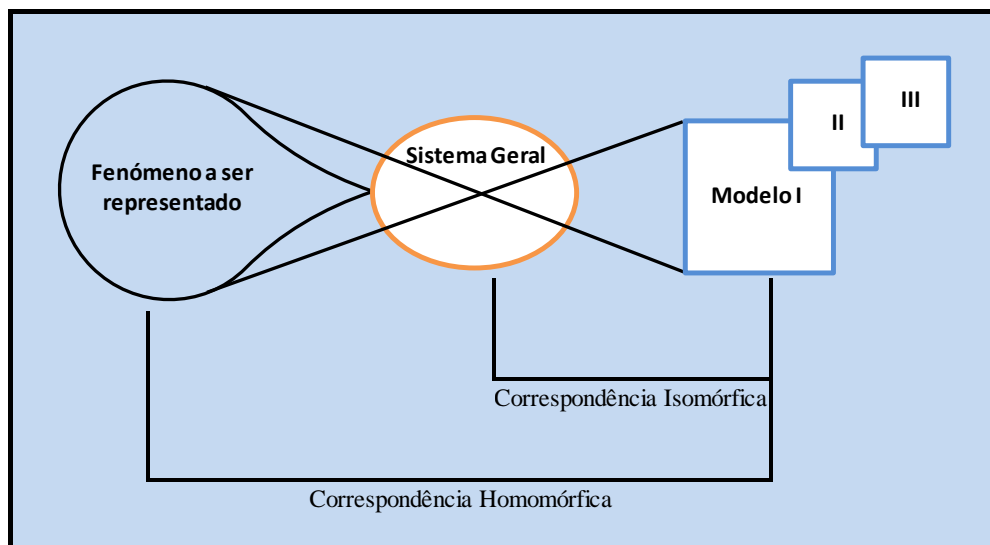 Fenómeno a ser
representado
Sistema Geral
Modelo I
II
III
Correspondência Isomórfica
Correspondência Homomórfica